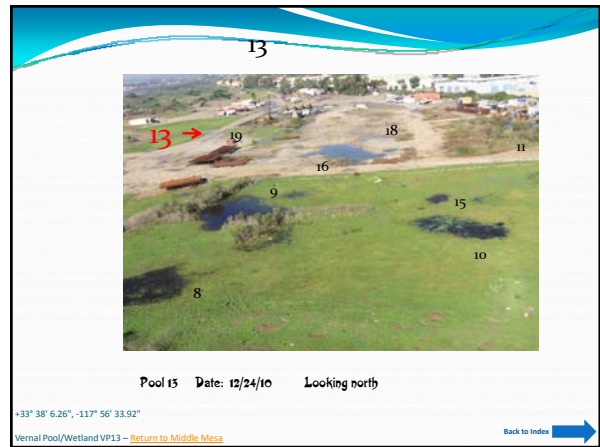 13
13 →
19
18
11
16
9
15
10
8
Pool 13 Date: 12/24/10 Looking north
+33° 38' 6.26", -117° 56' 33.92"
Vernal Pool/Wetland VP13 – Return to Middle Mesa
Back to Index